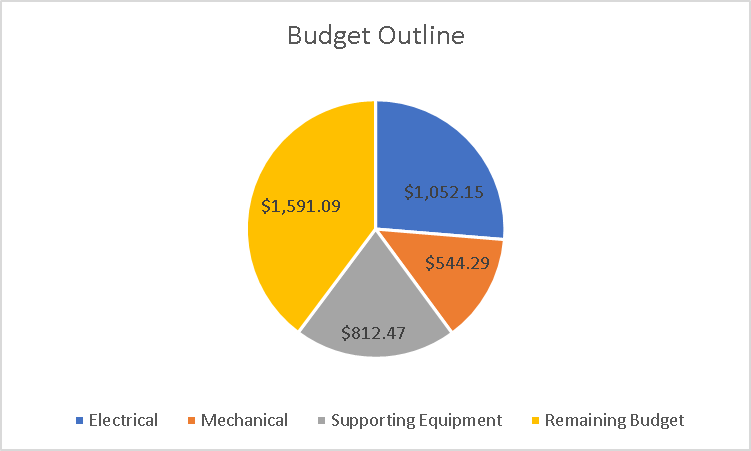 Budget Outline
$1,052.15
$1,591.09
$544.29
$812.47
Electrical Mechanical Supporting Equipment Remaining Budget